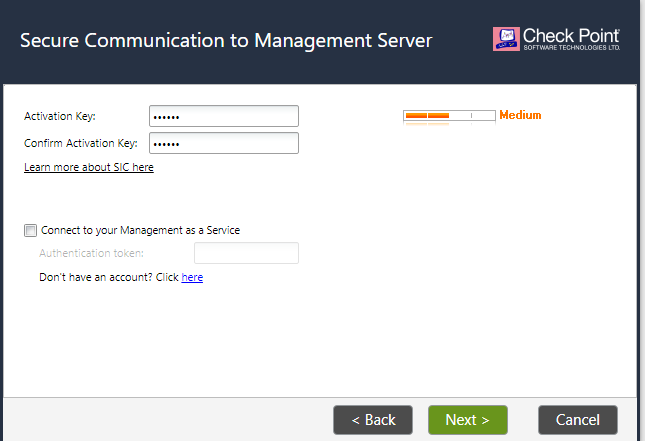 Secure Communication to Management Server
Check Point
SOFTWARE TECHNOLOGIES LTD.
Activation Key: ••••••
Medium
Confirm Activation Key: ••••••
Learn more about SIC here
Connect to your Management as a Service
Authentication token:
Don't have an account? Click here
< Back
Next >
Cancel